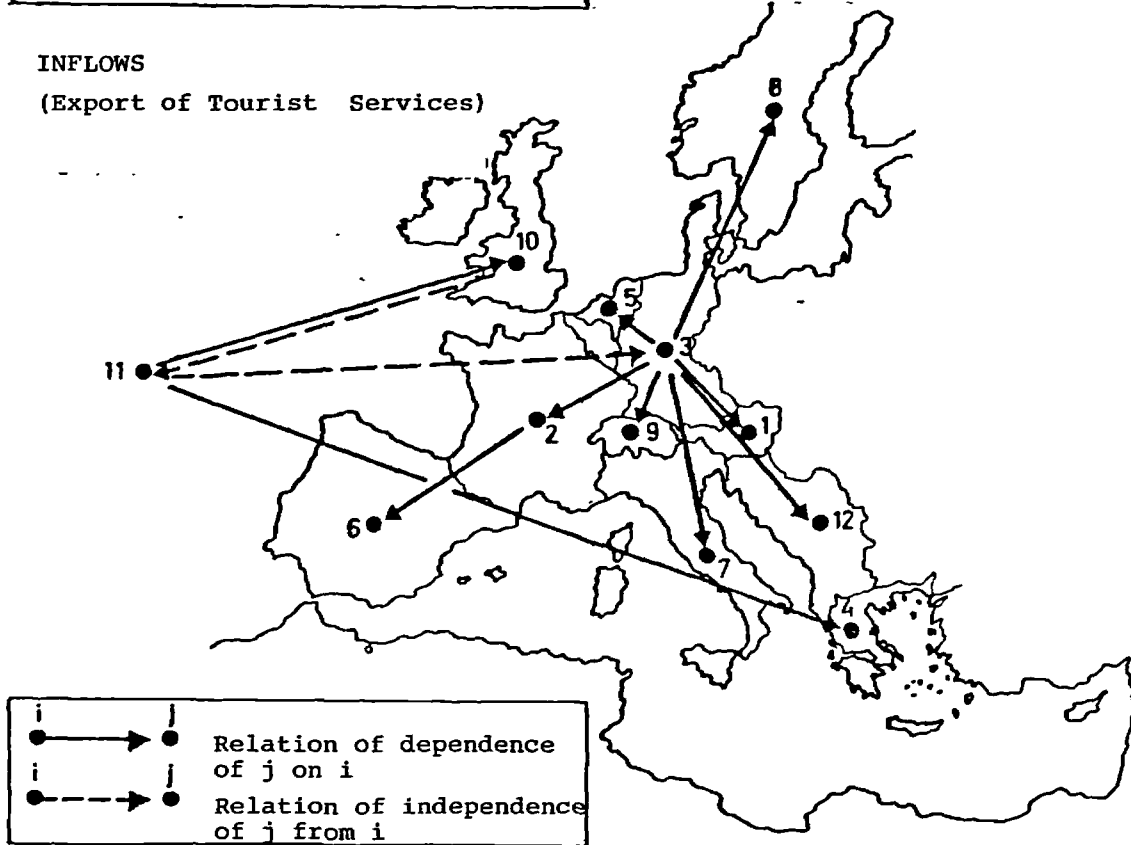 INFLOWS
(Export of Tourist Services)
8
10
5
3
11
2
9
1
6
12
7
4
i j
Relation of dependence
of j on i
i j
Relation of independence
of j from i